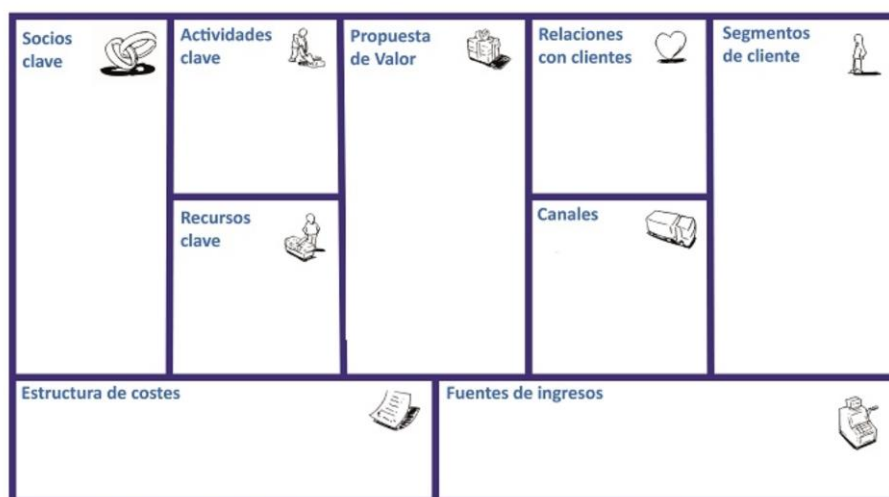 Socios
clave
Actividades
clave
Propuesta
de Valor
Relaciones
con clientes
Segmentos
de cliente
Recursos
clave
Canales
Estructura de costes
Fuentes de ingresos